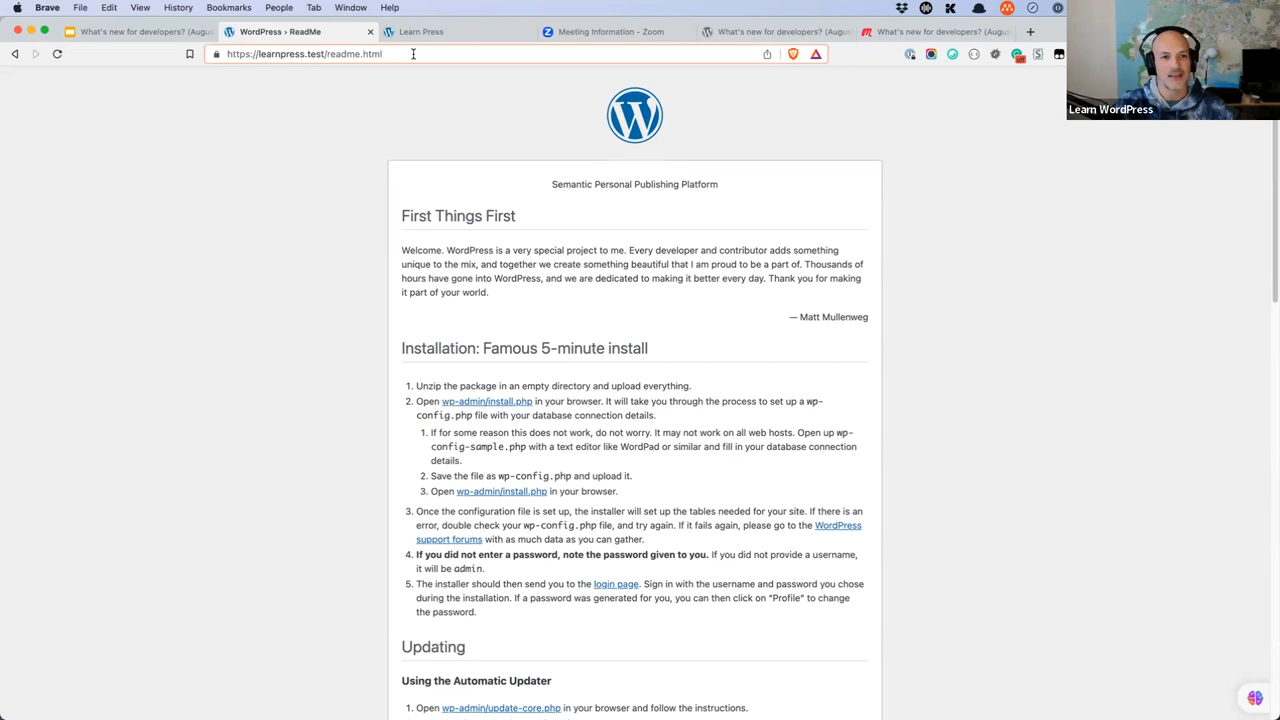 Brave File Edit View History Bookmarks People Tab Window Help
What's new for developers? (Augus
WordPress › ReadMe
Learn Press
Meeting Information - Zoom
What's new for developers? (Augus
What's new for developers? (Augus
https://learnpress.test/readme.html
Learn WordPress
Semantic Personal Publishing Platform
First Things First
Welcome. WordPress is a very special project to me. Every developer and contributor adds something
unique to the mix, and together we create something beautiful that I am proud to be a part of. Thousands of
hours have gone into WordPress, and we are dedicated to making it better every day. Thank you for making
it part of your world.
— Matt Mullenweg
Installation: Famous 5-minute install
1. Unzip the package in an empty directory and upload everything.
2. Open wp-admin/install.php in your browser. It will take you through the process to set up a wp-
config.php file with your database connection details.
1. If for some reason this does not work, do not worry. It may not work on all web hosts. Open up wp-
config-sample.php with a text editor like WordPad or similar and fill in your database connection
details.
2. Save the file as wp-config.php and upload it.
3. Open wp-admin/install.php in your browser.
3. Once the configuration file is set up, the installer will set up the tables needed for your site. If there is an
error, double check your wp-config.php file, and try again. If it fails again, please go to the WordPress
support forums with as much data as you can gather.
4. If you did not enter a password, note the password given to you. If you did not provide a username,
it will be admin.
5. The installer should then send you to the login page. Sign in with the username and password you chose
during the installation. If a password was generated for you, you can then click on “Profile” to change
the password.
Updating
Using the Automatic Updater
1. Open wp-admin/update-core.php in your browser and follow the instructions.